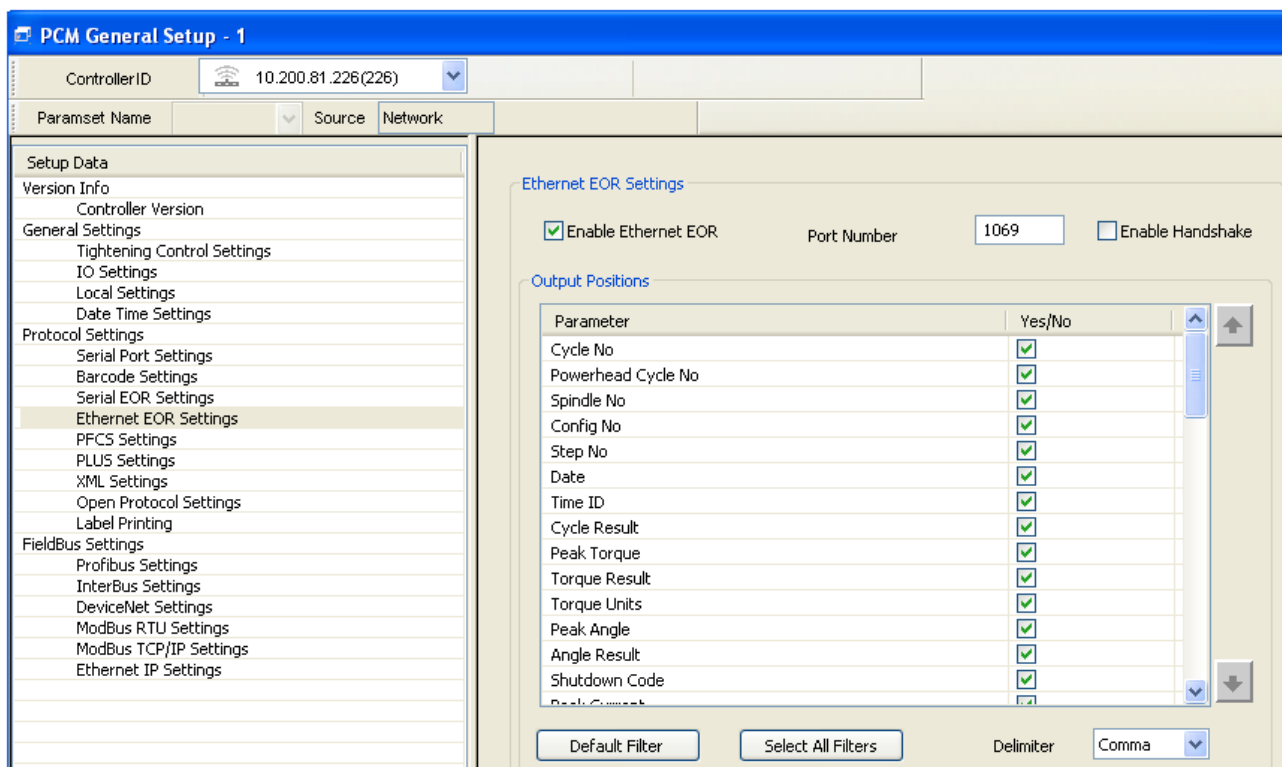 PCM General Setup - 1
ControllerID 10.200.81.226(226)
Paramset Name Source Network
Setup Data
Version Info
Controller Version
General Settings
Tightening Control Settings
IO Settings
Local Settings
Date Time Settings
Protocol Settings
Serial Port Settings
Barcode Settings
Serial EOR Settings
Ethernet EOR Settings
PFCS Settings
PLUS Settings
XML Settings
Open Protocol Settings
Label Printing
FieldBus Settings
Profibus Settings
InterBus Settings
DeviceNet Settings
ModBus RTU Settings
ModBus TCP/IP Settings
Ethernet IP Settings
Ethernet EOR Settings
Enable Ethernet EOR Port Number 1069 Enable Handshake
Output Positions
Parameter Yes/No
Cycle No
Powerhead Cycle No
Spindle No
Config No
Step No
Date
Time ID
Cycle Result
Peak Torque
Torque Result
Torque Units
Peak Angle
Angle Result
Shutdown Code
Peak Current
Default Filter Select All Filters Delimiter Comma